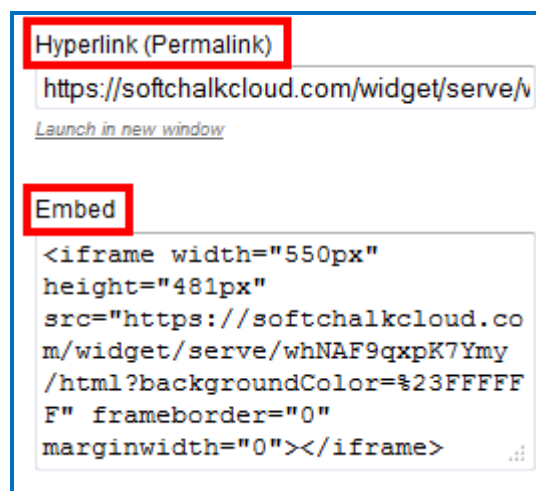 Hyperlink (Permalink)
https://softchalkcloud.com/widget/serve/w
Launch in new window
Embed
<iframe width="550px"
height="481px"
src="https://softchalkcloud.co
m/widget/serve/whNAF9qxpK7Ymy
/html?backgroundColor=%23FFFFF
F" frameborder="0"
marginwidth="0"></iframe>